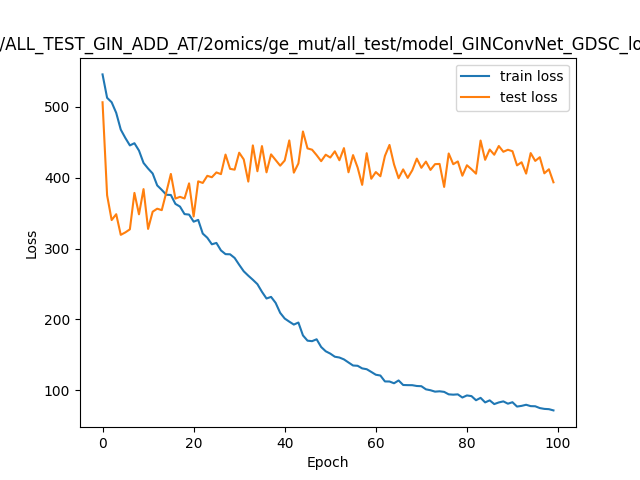 /ALL_TEST_GIN_ADD_AT/2omics/ge_mut/all_test/model_GINConvNet_GDSC_lo
train loss
test loss
500
400
300
200
100
Loss
0
20
40
60
80
100
Epoch